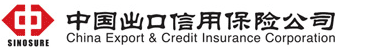 SINOSURE
中国出口信用保险公司
China Export & Credit Insurance Corporation